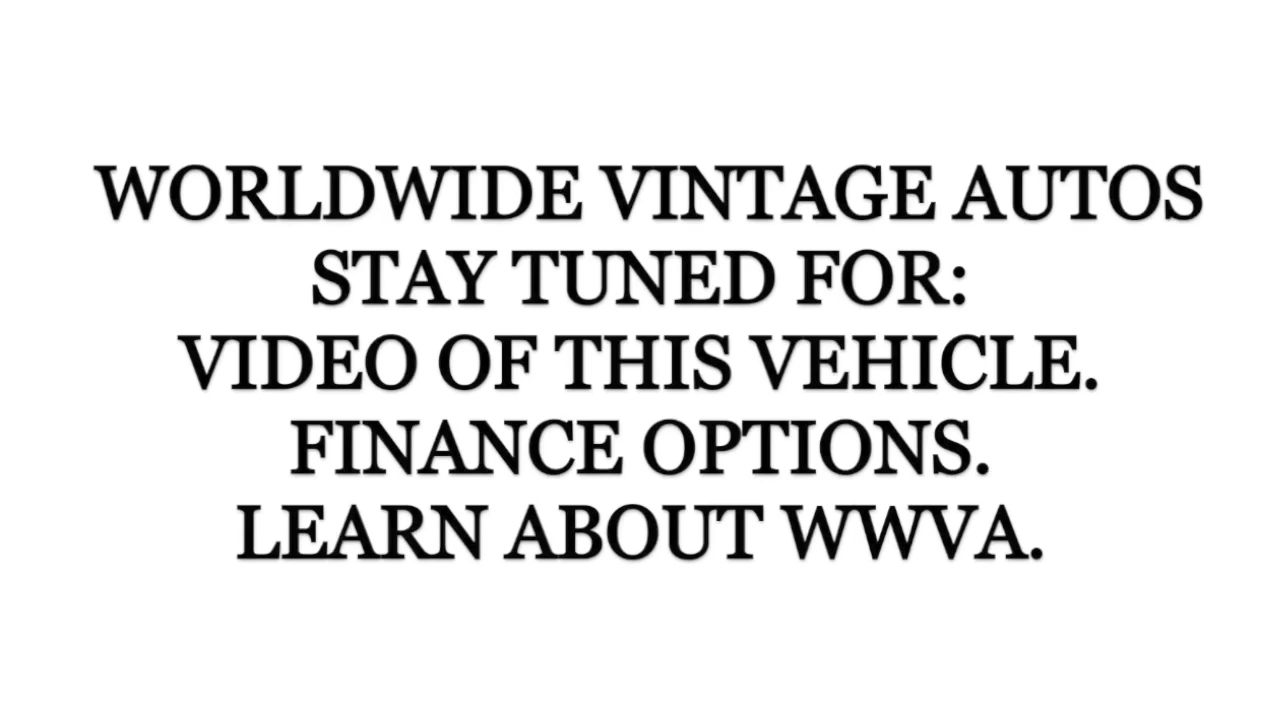 WORLDWIDE VINTAGE AUTOS
STAY TUNED FOR:
VIDEO OF THIS VEHICLE.
FINANCE OPTIONS.
LEARN ABOUT WWVA.